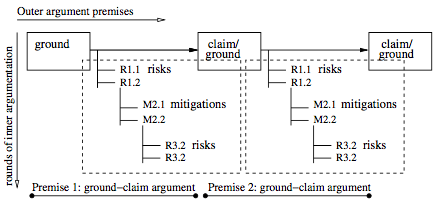 Outer argument premises
rounds of inner argumentation
ground
claim/
ground
claim/
ground
R1.1 risks
R1.2
M2.1 mitigations
M2.2
R3.2 risks
R3.2
R1.1 risks
R1.2
M2.1 mitigations
M2.2
R3.2 risks
R3.2
Premise 1: ground–claim argument
Premise 2: ground–claim argument